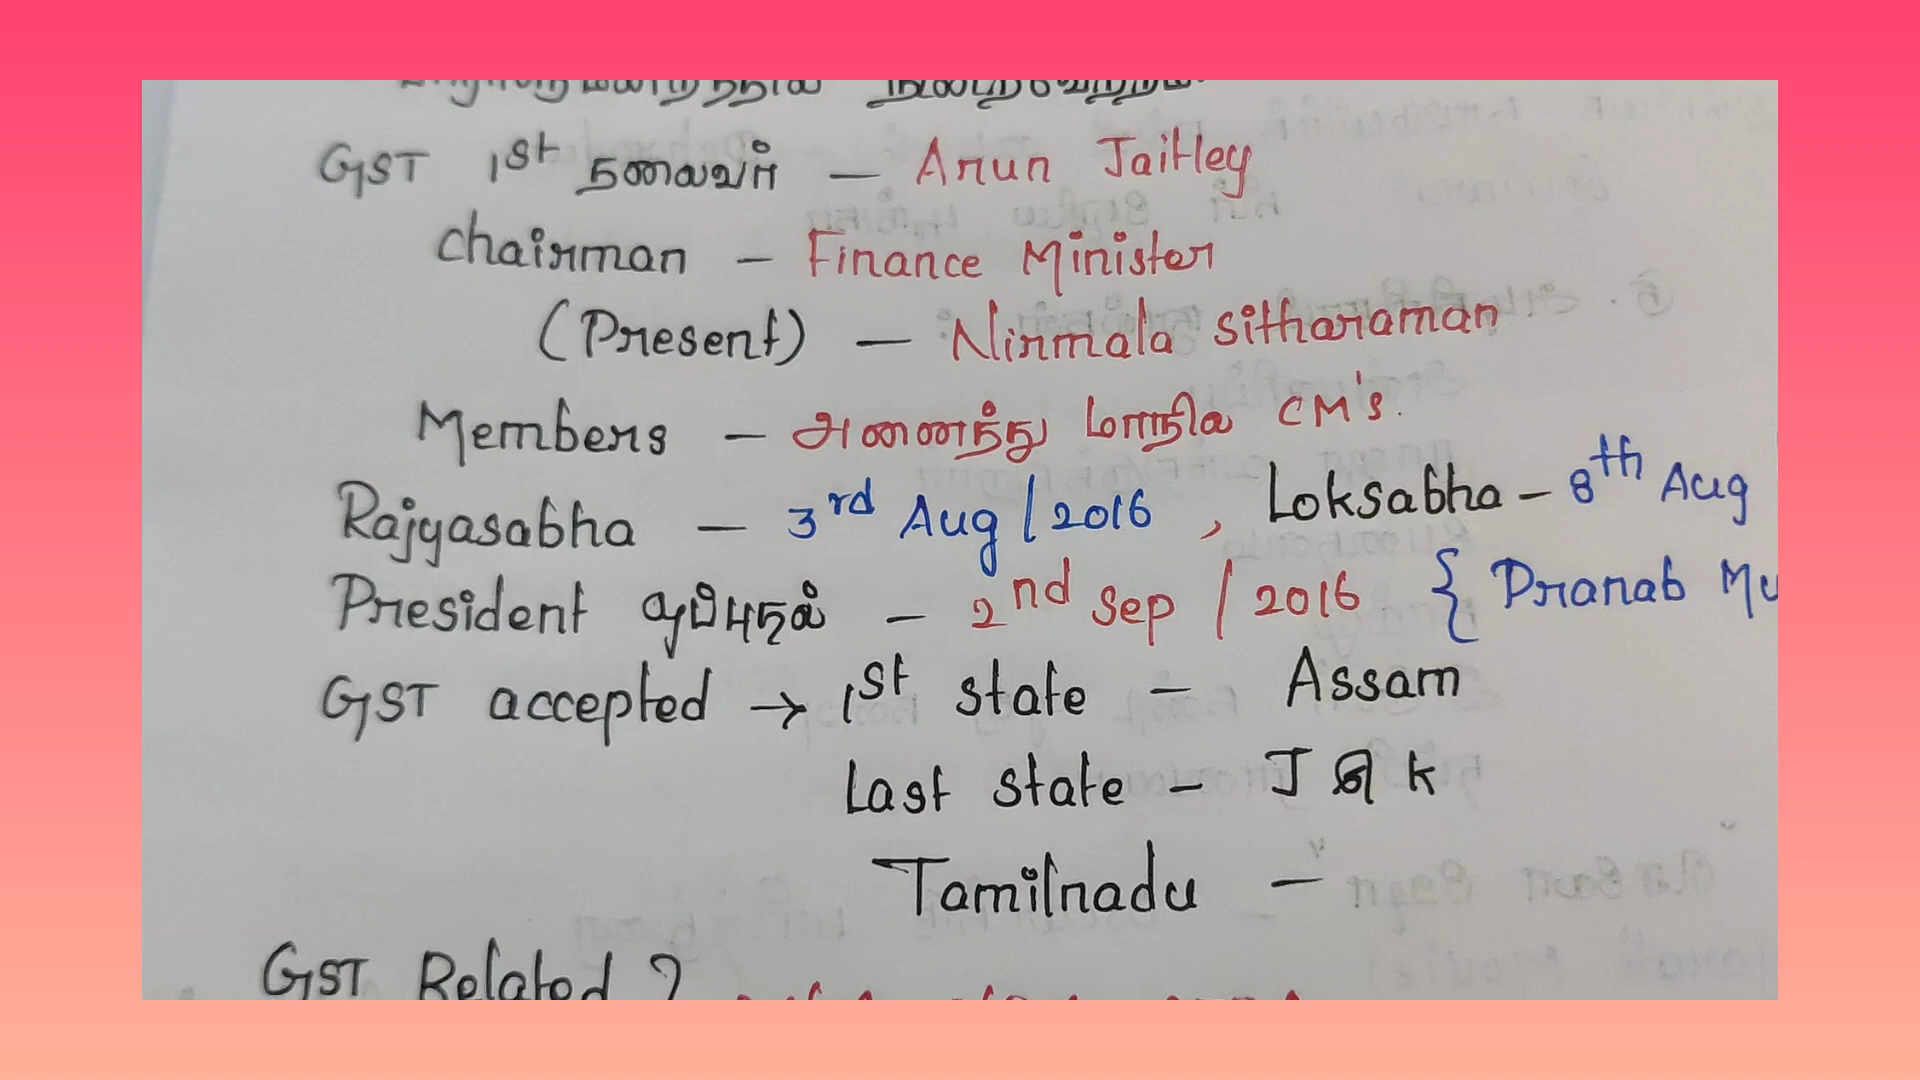 GST 1st தலைவர் – Arun Jaitley
Chairman – Finance Minister
(Present) – Nirmala Sitharaman
Members – அனைத்து மாநில CM's.
Rajyasabha – 3rd Aug / 2016 , Loksabha – 8th Aug
President ஒப்புதல் – 2nd Sep / 2016 { Pranab Mu
GST accepted → 1st state – Assam
Last state – J & K
Tamilnadu –
GST Related ?